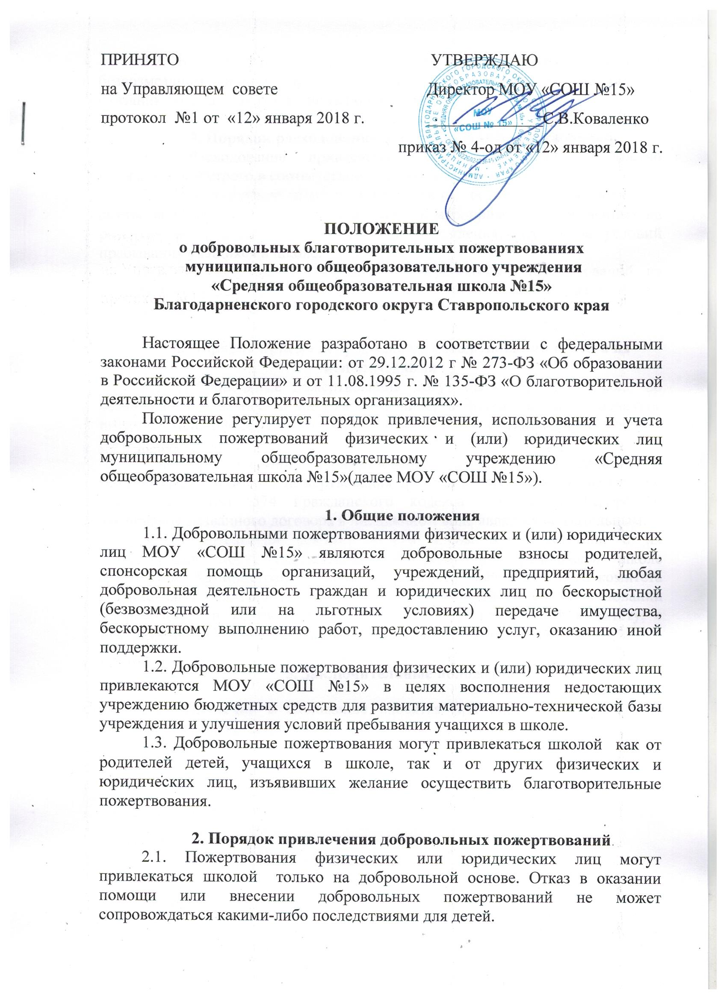 ПРИНЯТО
УТВЕРЖДАЮ
на Управляющем совете
Директор МОУ «СОШ №15»
протокол №1 от «12» января 2018 г.
С.В.Коваленко
приказ № 4-од от «12» января 2018 г.
МОУ
«СОШ № 15»
ПОЛОЖЕНИЕ
о добровольных благотворительных пожертвованиях
муниципального общеобразовательного учреждения
«Средняя общеобразовательная школа №15»
Благодарненского городского округа Ставропольского края
Настоящее Положение разработано в соответствии с федеральными
законами Российской Федерации: от 29.12.2012 г № 273-ФЗ «Об образовании
в Российской Федерации» и от 11.08.1995 г. № 135-ФЗ «О благотворительной
деятельности и благотворительных организациях».
Положение регулирует порядок привлечения, использования и учета
добровольных пожертвований физических и (или) юридических лиц
муниципальному общеобразовательному учреждению «Средняя
общеобразовательная школа №15»(далее МОУ «СОШ №15»).
1. Общие положения
1.1. Добровольными пожертвованиями физических и (или) юридических
лиц МОУ «СОШ №15» являются добровольные взносы родителей,
спонсорская помощь организаций, учреждений, предприятий, любая
добровольная деятельность граждан и юридических лиц по бескорыстной
(безвозмездной или на льготных условиях) передаче имущества,
бескорыстному выполнению работ, предоставлению услуг, оказанию иной
поддержки.
1.2. Добровольные пожертвования физических и (или) юридических лиц
привлекаются МОУ «СОШ №15» в целях восполнения недостающих
учреждению бюджетных средств для развития материально-технической базы
учреждения и улучшения условий пребывания учащихся в школе.
1.3. Добровольные пожертвования могут привлекаться школой как от
родителей детей, учащихся в школе, так и от других физических и
юридических лиц, изъявивших желание осуществить благотворительные
пожертвования.
2. Порядок привлечения добровольных пожертвований.
2.1. Пожертвования физических или юридических лиц могут
привлекаться школой только на добровольной основе. Отказ в оказании
помощи или внесении добровольных пожертвований не может
сопровождаться какими-либо последствиями для детей.